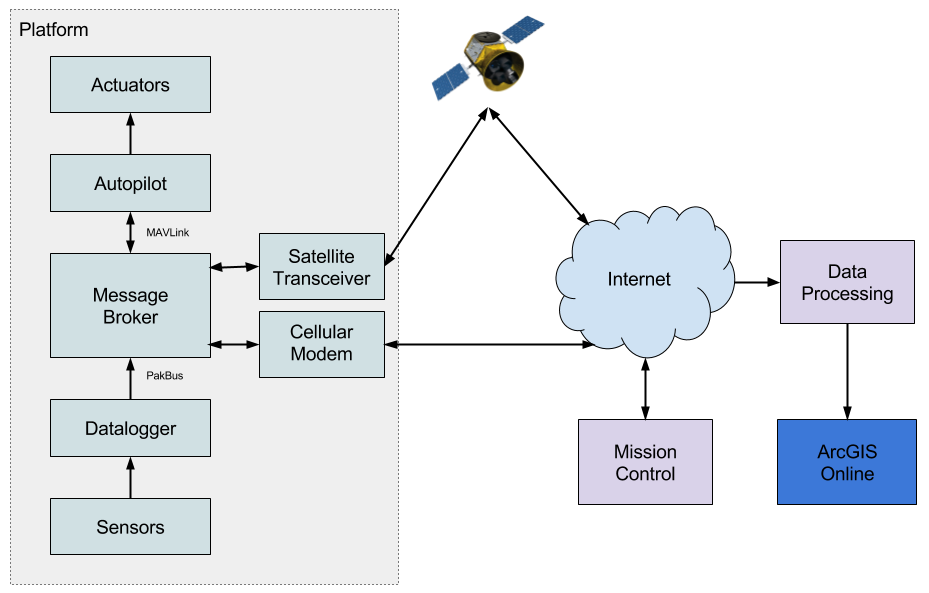 Platform
Actuators
Autopilot
MAVLink
Message
Broker
PakBus
Datalogger
Sensors
Satellite
Transceiver
Cellular
Modem
Internet
Data
Processing
Mission
Control
ArcGIS
Online